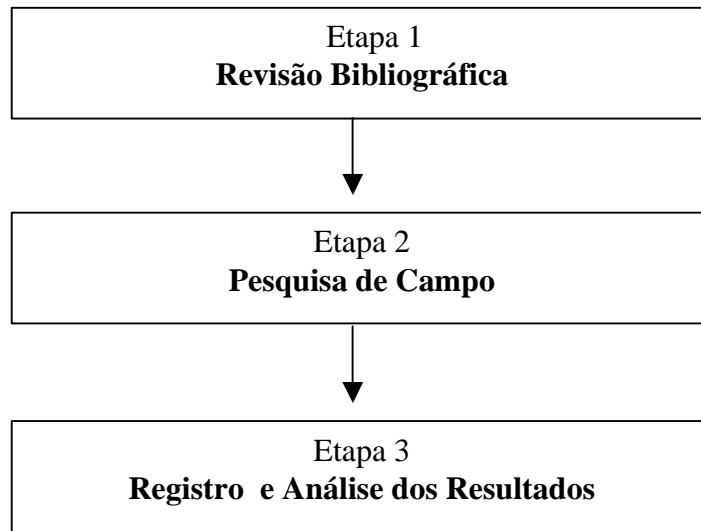 Etapa 1
Revisão Bibliográfica
Etapa 2
Pesquisa de Campo
Etapa 3
Registro e Análise dos Resultados